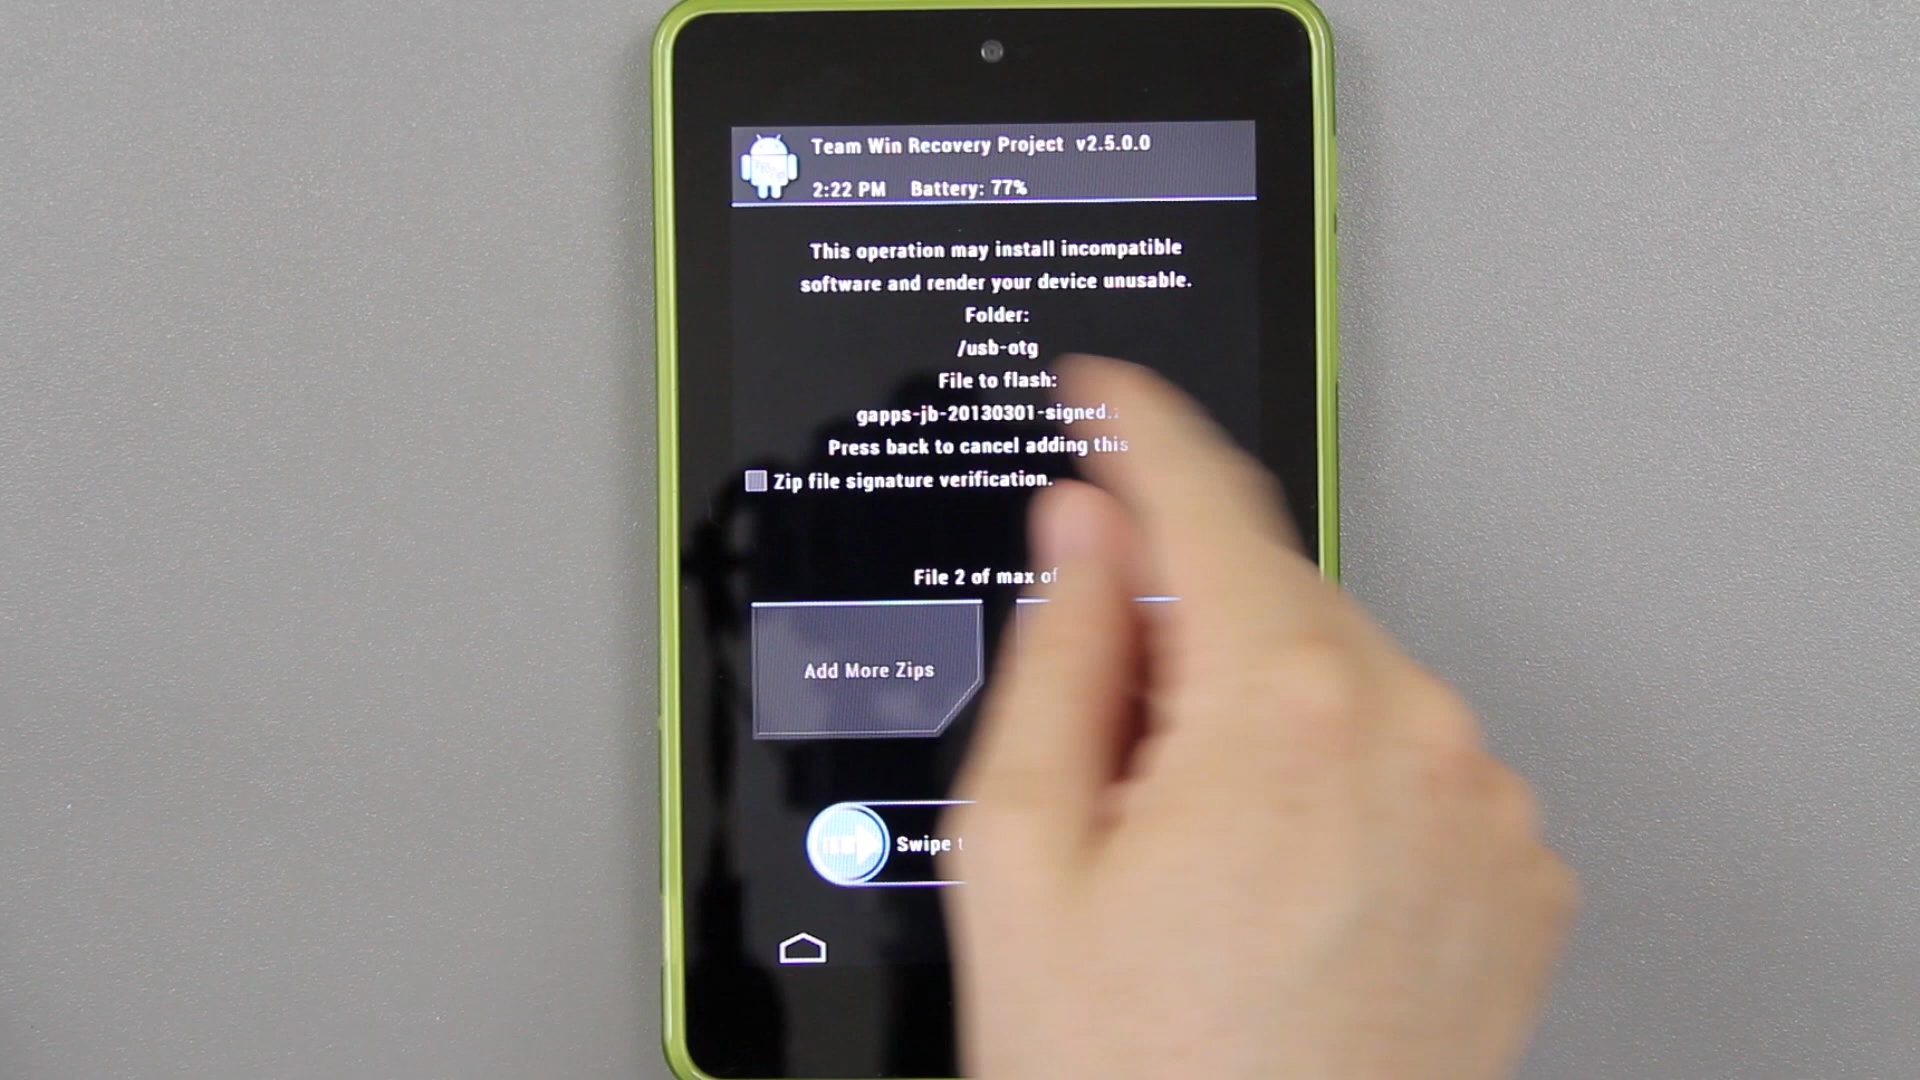 Team Win Recovery Project v2.5.0.0
2:22 PM Battery: 77%
This operation may install incompatible
software and render your device unusable.
Folder:
/usb-otg
File to flash:
gapps-jb-20130301-signed.
Press back to cancel adding this
Zip file signature verification.
File 2 of max of
Add More Zips
Swipe